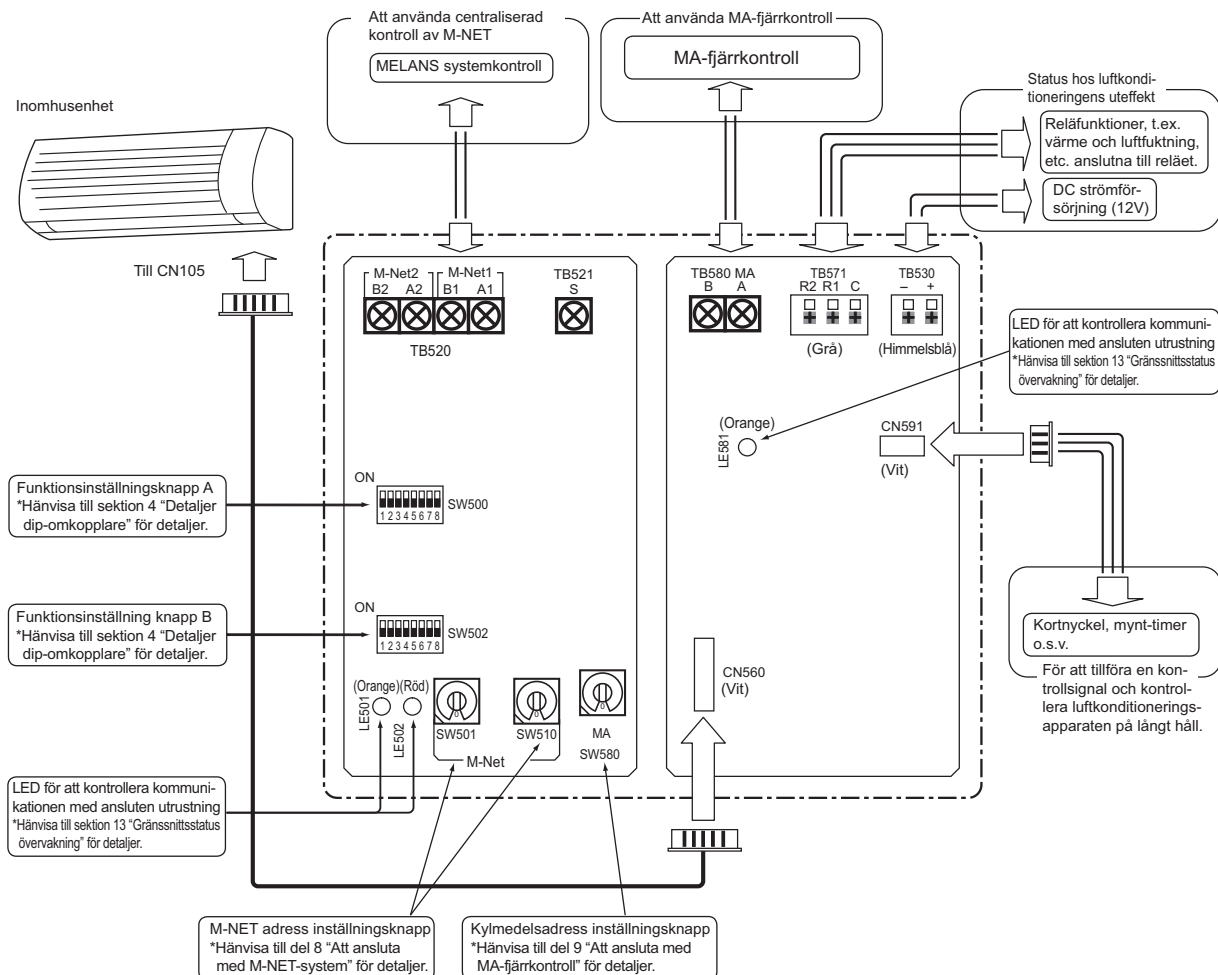 Att använda centraliserad
kontroll av M-NET
MELANS systemkontroll
Att använda MA-fjärrkontroll
MA-fjärrkontroll
Status hos luftkondi-
tioneringens uteffekt
Reläfunktioner, t.ex.
värme och luftfuktning,
etc. anslutna till reläet.
DC strömför-
sörjning (12V)
Inomhusenhet
Till CN105
M-Net2
M-Net1
B2
A2
B1
A1
TB520
TB521
S
TB580 MA
B
A
TB571
R2 R1 C
(Grå)
TB530
– +
(Himmelsblå)
LED för att kontrollera kommuni-
kationen med ansluten utrustning
*Hänvisa till sektion 13 “Gränssnittsstatus
övervakning” för detaljer.
(Orange)
LE581
CN591
(Vit)
Funktionsinställningsknapp A
*Hänvisa till sektion 4 “Detaljer
dip-omkopplare” för detaljer.
ON
1 2 3 4 5 6 7 8
SW500
Funktionsinställning knapp B
*Hänvisa till sektion 4 “Detaljer
dip-omkopplare” för detaljer.
ON
1 2 3 4 5 6 7 8
SW502
Kortnyckel, mynt-timer
o.s.v.
För att tillföra en kon-
trollsignal och kontrol-
lera luftkonditionerings-
apparaten på långt håll.
CN560
(Vit)
(Orange)
(Röd)
LE501
LE502
0
SW501
0
SW510
M-Net
0
MA
SW580
LED för att kontrollera kommuni-
kationen med ansluten utrustning
*Hänvisa till sektion 13 “Gränssnittsstatus
övervakning” för detaljer.
M-NET adress inställningsknapp
*Hänvisa till del 8 “Att ansluta
med M-NET-system” för detaljer.
Kylmedelsadress inställningsknapp
*Hänvisa till del 9 “Att ansluta med
MA-fjärrkontroll” för detaljer.